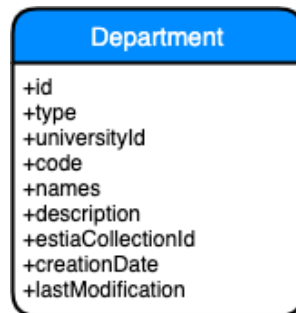 Department
+id
+type
+universityId
+code
+names
+description
+estiaCollectionId
+creationDate
+lastModification